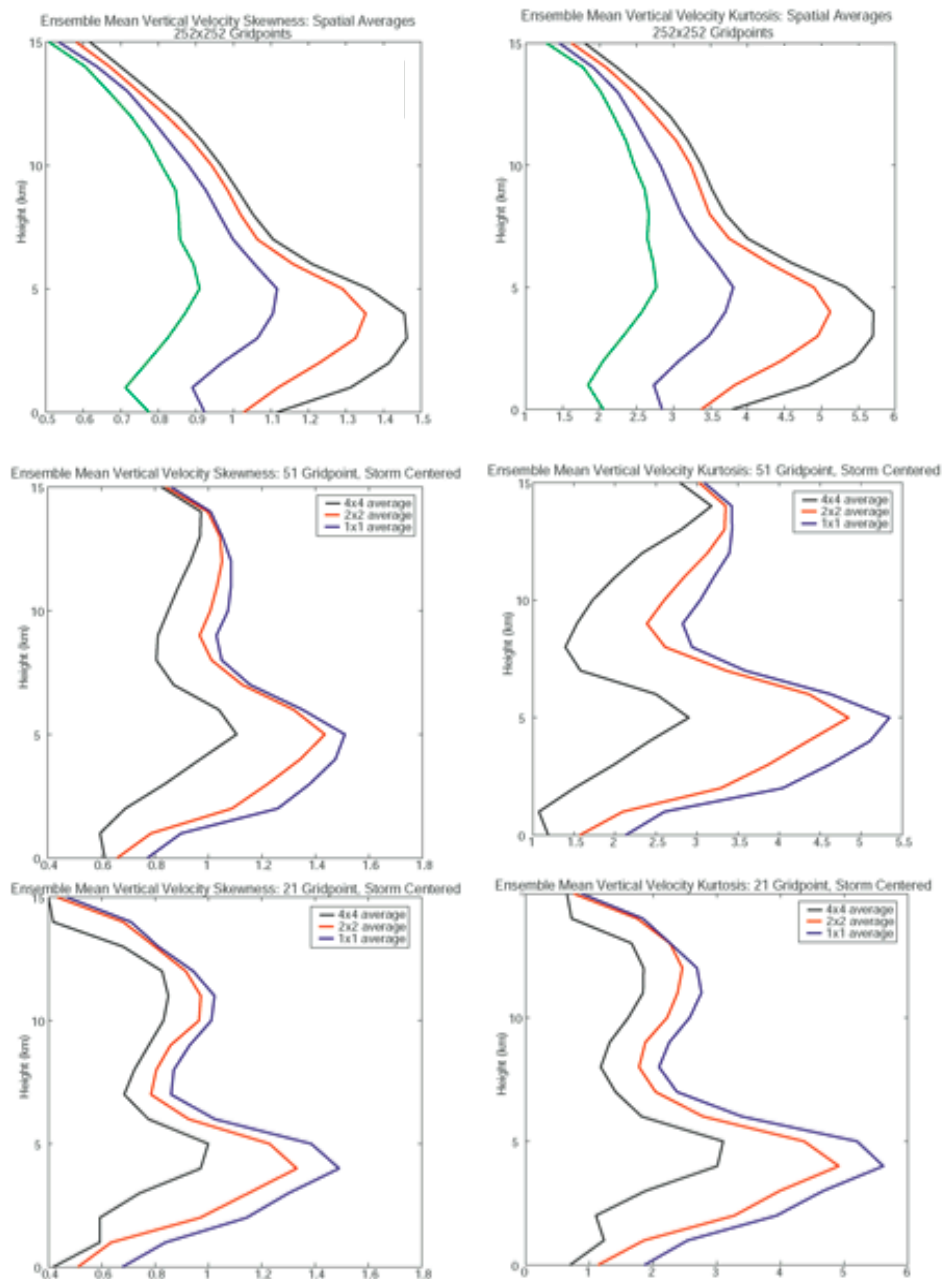 Ensemble Mean Vertical Velocity Skewness: Spatial Averages
252x252 Gridpoints
Height (km)
15
10
5
0
0.5 0.6 0.7 0.8 0.9 1 1.1 1.2 1.3 1.4 1.5
Ensemble Mean Vertical Velocity Kurtosis: Spatial Averages
252x252 Gridpoints
Height (km)
15
10
5
0
1 1.5 2 2.5 3 3.5 4 4.5 5 5.5 6
Ensemble Mean Vertical Velocity Skewness: 51 Gridpoint, Storm Centered
4x4 average
2x2 average
1x1 average
Height (km)
15
10
5
0
0.4 0.6 0.8 1 1.2 1.4 1.6 1.8
Ensemble Mean Vertical Velocity Kurtosis: 51 Gridpoint, Storm Centered
4x4 average
2x2 average
1x1 average
Height (km)
15
10
5
0
1 1.5 2 2.5 3 3.5 4 4.5 5 5.5
Ensemble Mean Vertical Velocity Skewness: 21 Gridpoint, Storm Centered
4x4 average
2x2 average
1x1 average
Height (km)
15
10
5
0
0.4 0.6 0.8 1 1.2 1.4 1.6 1.8
Ensemble Mean Vertical Velocity Kurtosis: 21 Gridpoint, Storm Centered
4x4 average
2x2 average
1x1 average
Height (km)
10
5
0
0 1 2 3 4 5 6